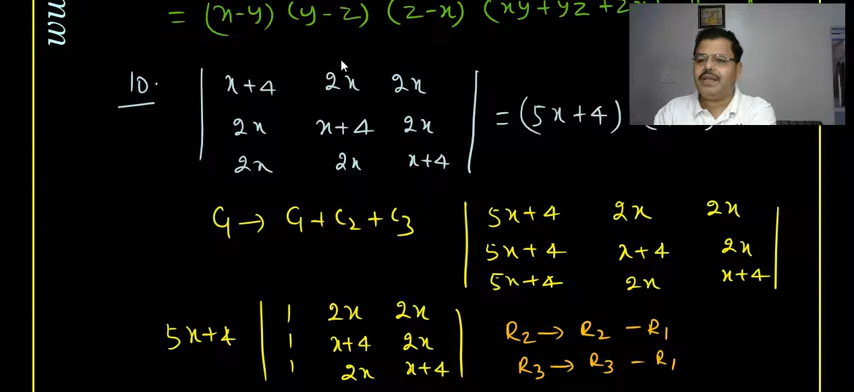 = (x-y) (y-z) (z-x) (xy+yz
10.
| x+4 2x 2x |
| 2x x+4 2x | = (5x+4)
| 2x 2x x+4 |
C1 → C1 + C2 + C3
| 5x+4 2x 2x |
| 5x+4 x+4 2x |
| 5x+4 2x x+4 |
| 1 2x 2x |
5x+4 | 1 x+4 2x |
| 1 2x x+4 |
R2 → R2 - R1
R3 → R3 - R1